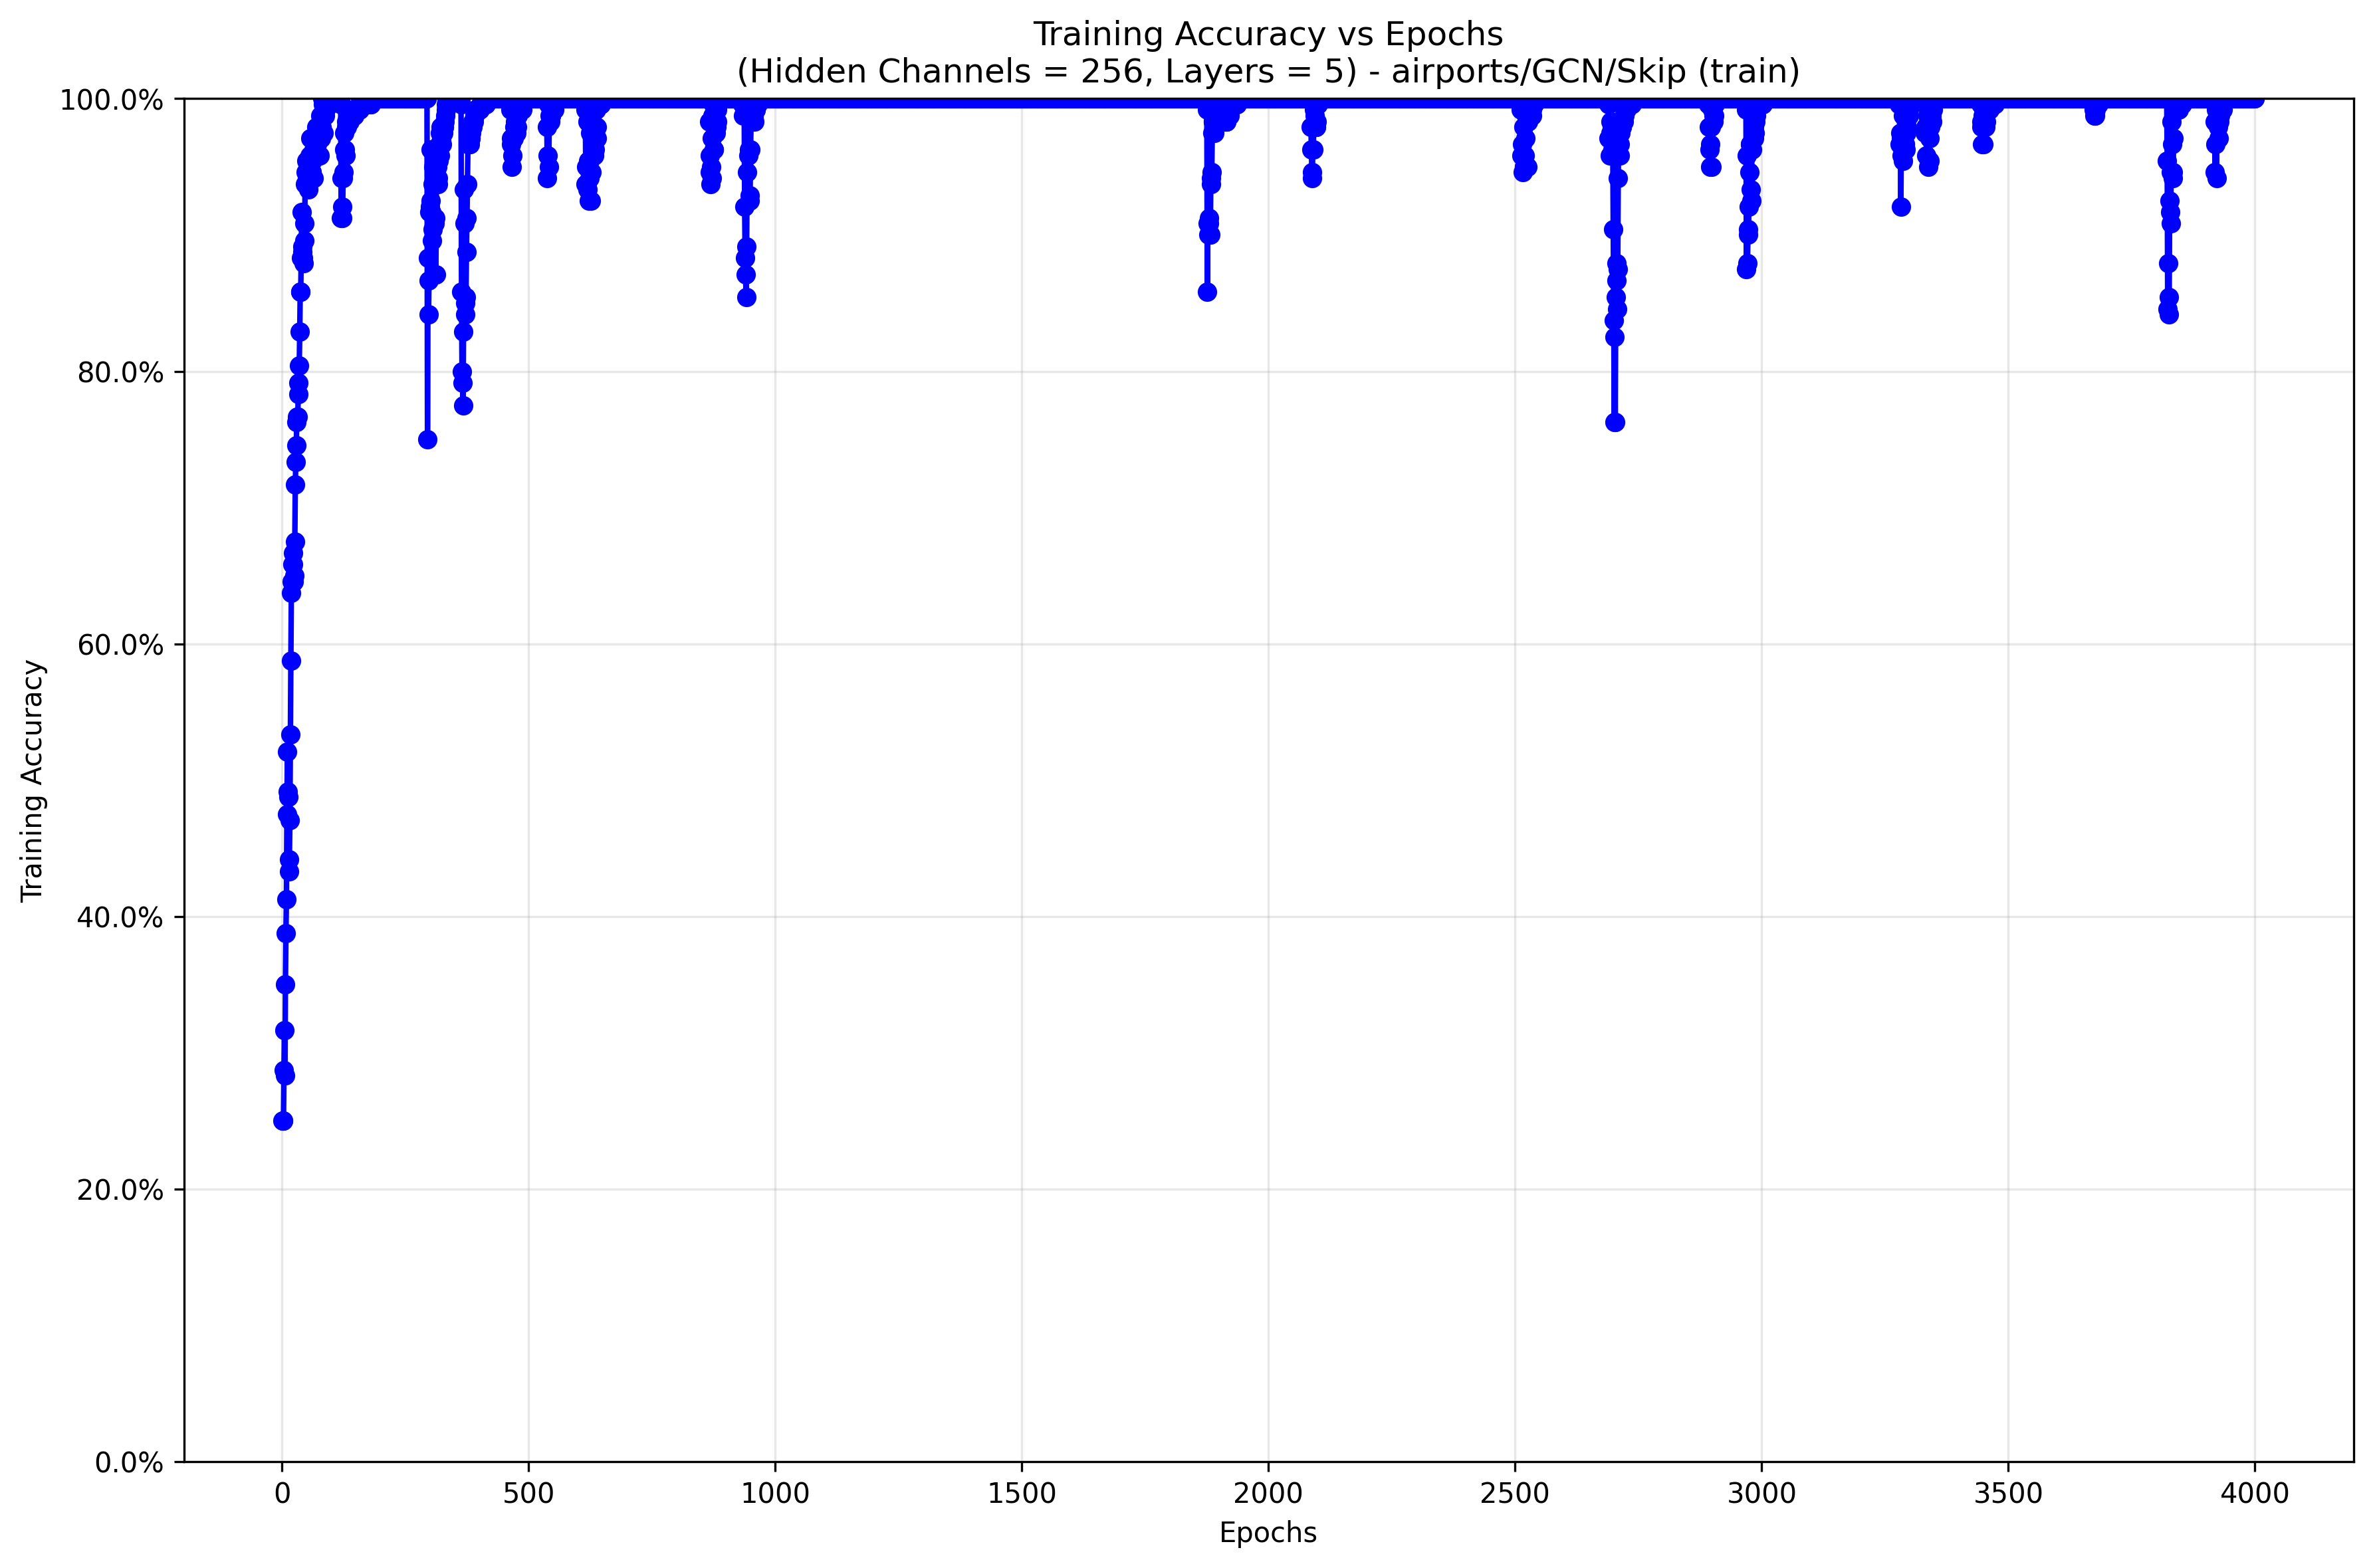 Training Accuracy vs Epochs
(Hidden Channels = 256, Layers = 5) - airports/GCN/Skip (train)
Training Accuracy
100.0%
80.0%
60.0%
40.0%
20.0%
0.0%
0 500 1000 1500 2000 2500 3000 3500 4000
Epochs